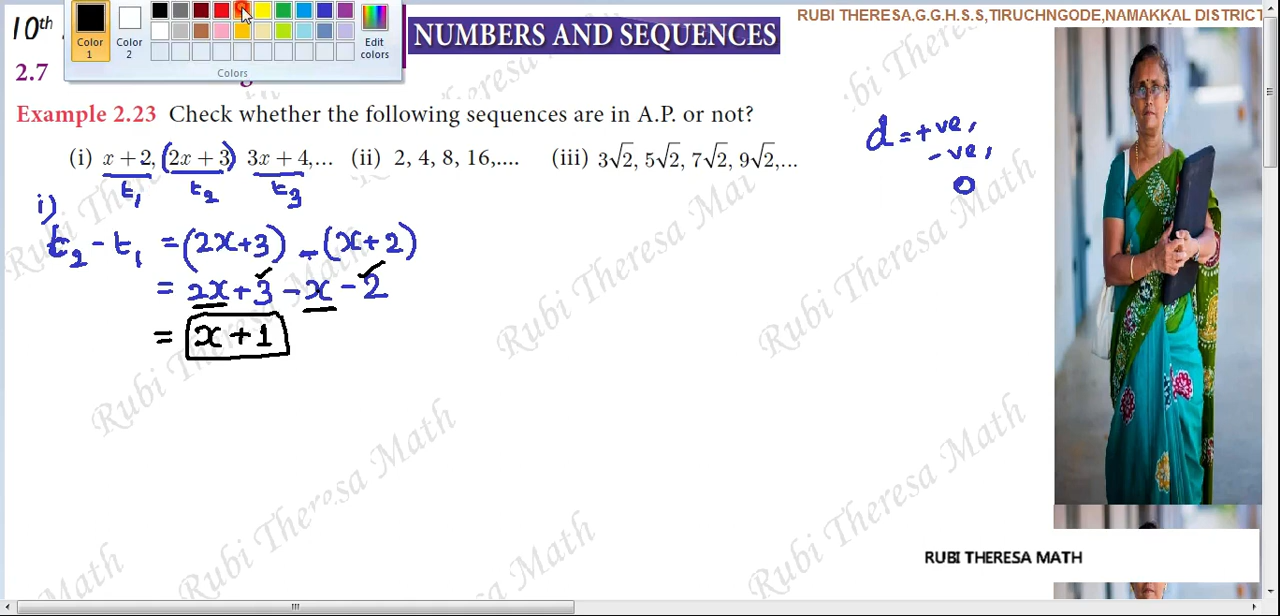 10th
NUMBERS AND SEQUENCES
RUBI THERESA,G.G.H.S.S,TIRUCHNGODE,NAMAKKAL DISTRICT
Color 1
Color 2
Edit colors
Colors
2.7
Example 2.23 Check whether the following sequences are in A.P. or not?
(i) x + 2, (2x + 3) 3x + 4,... (ii) 2, 4, 8, 16,.... (iii) 3√2, 5√2, 7√2, 9√2,...
t₁ t₂ t₃
d = +ve,
-ve,
0
i)
t₂ - t₁ = (2x+3) - (x+2)
= 2x + 3 - x - 2
= x + 1
Rubi Theresa Math
RUBI THERESA MATH